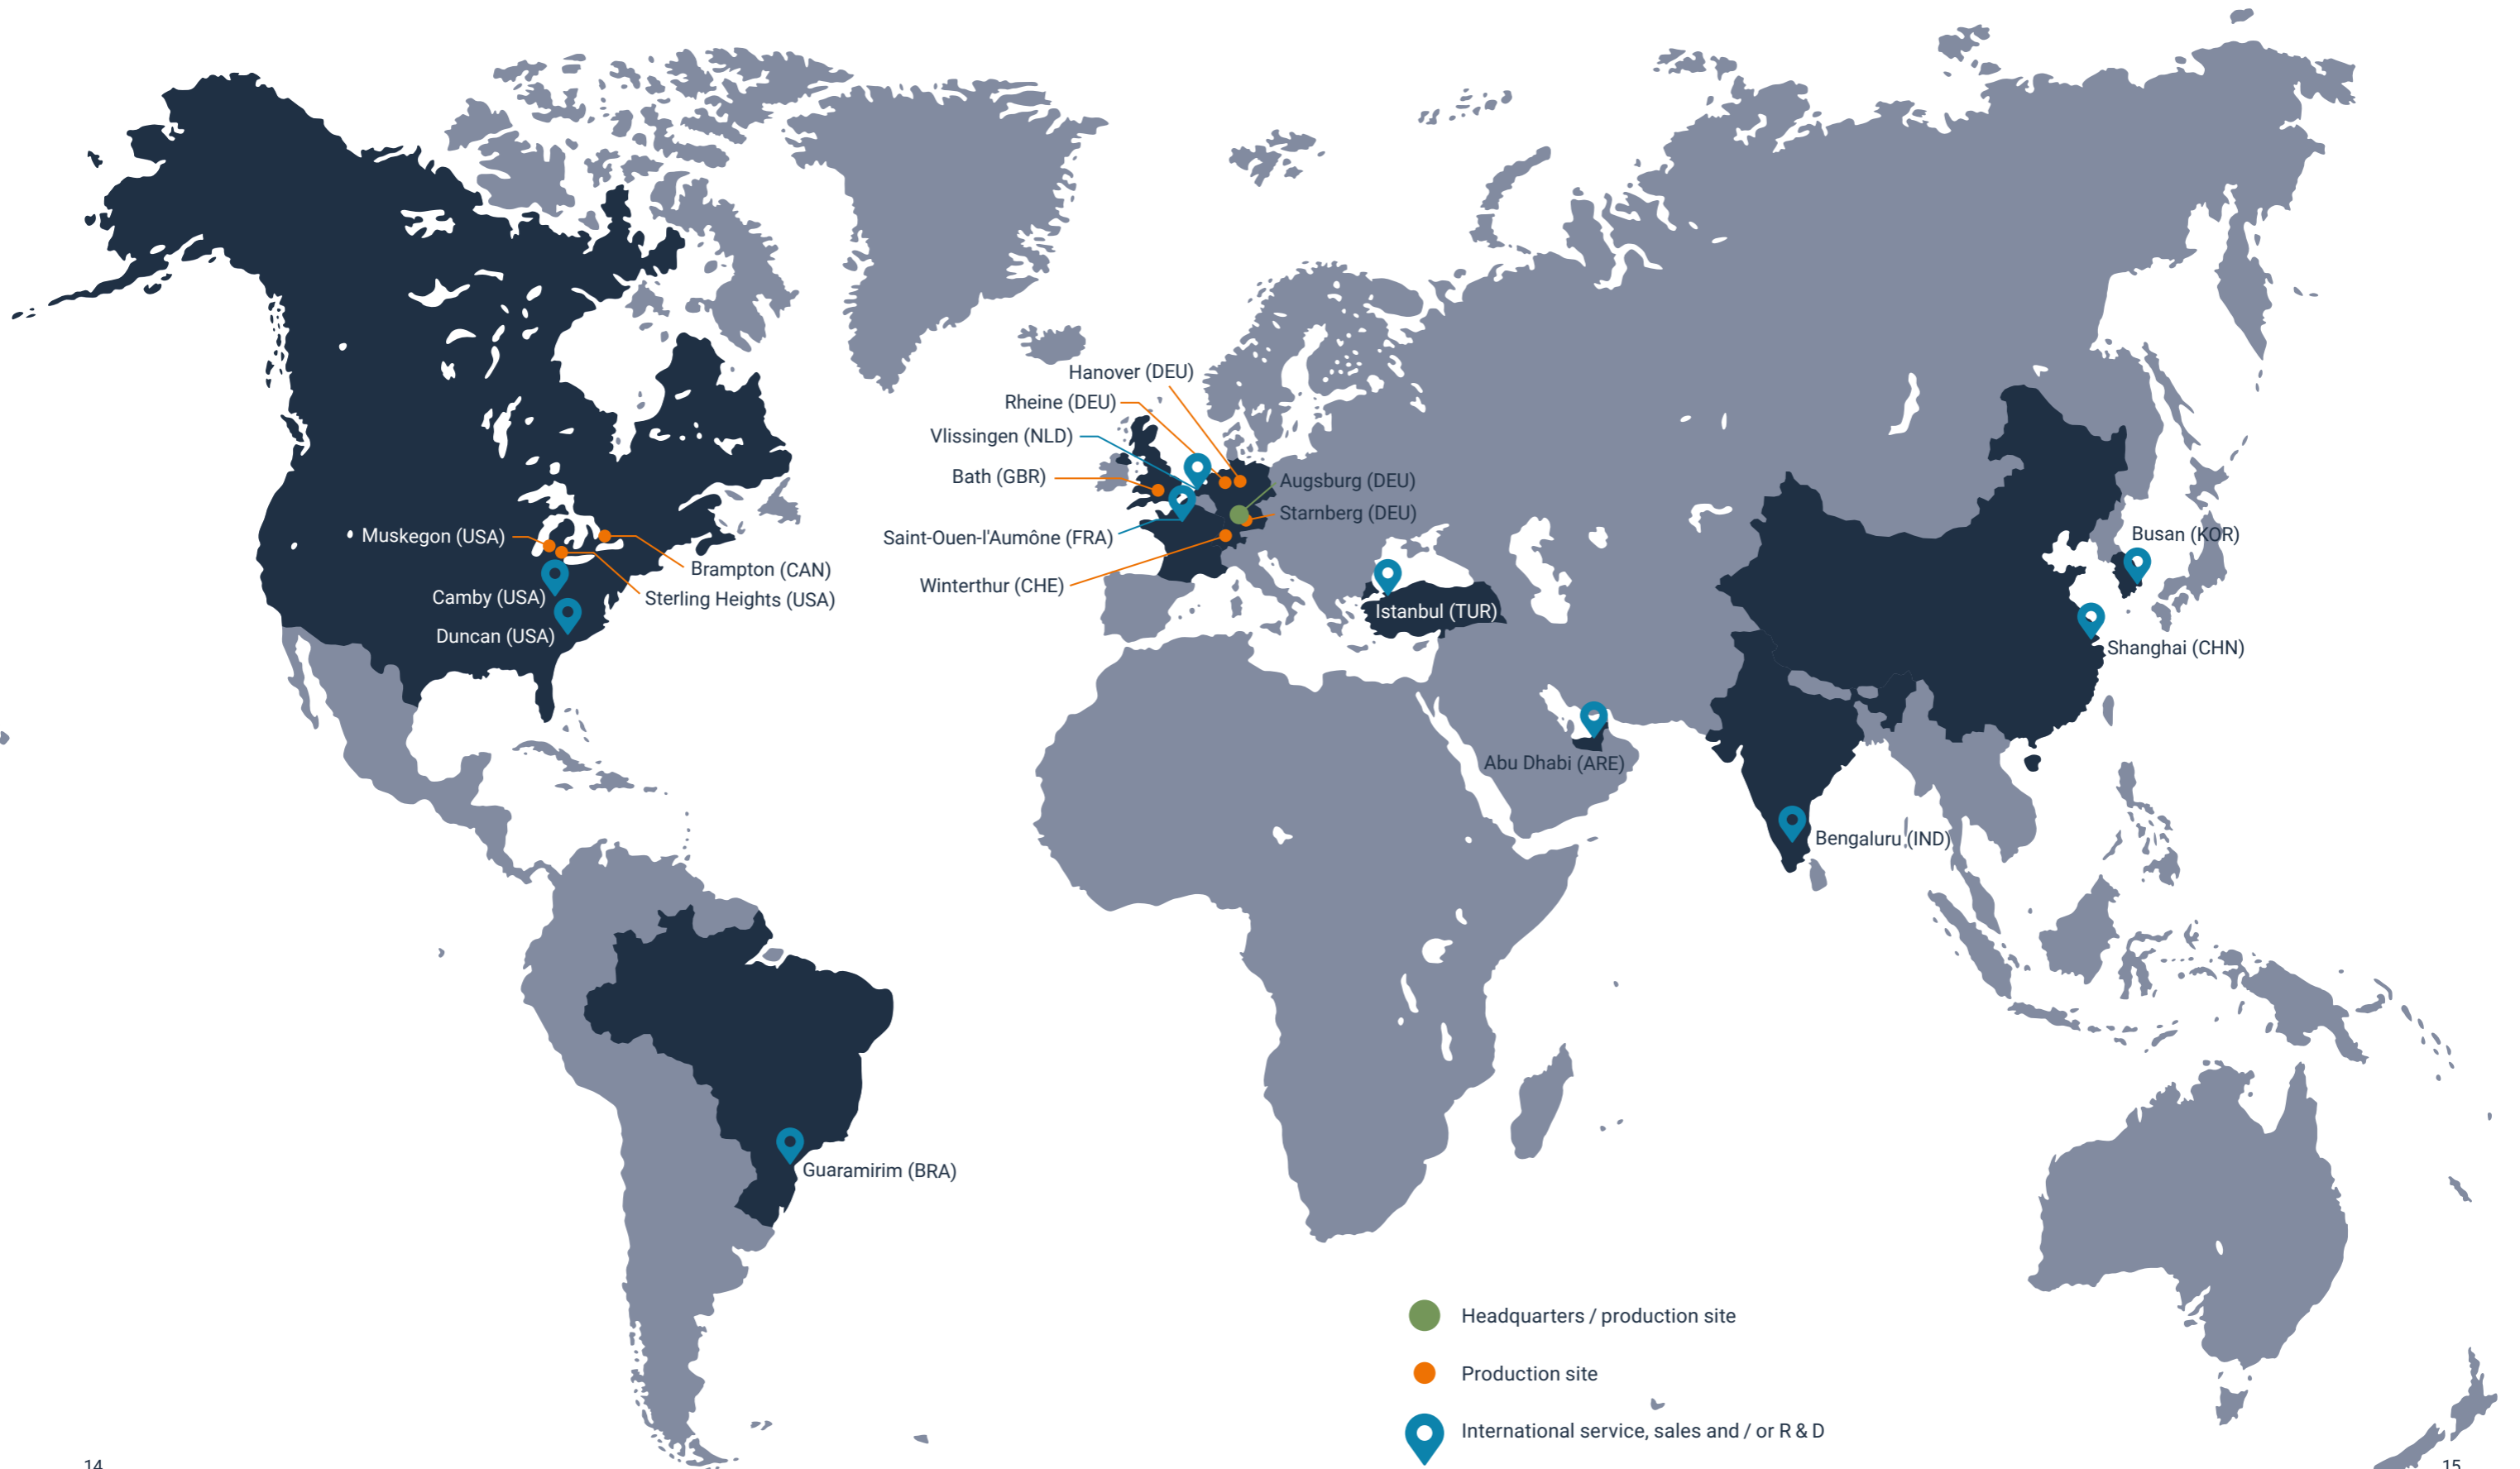 Hanover (DEU)
Rheine (DEU)
Vlissingen (NLD)
Bath (GBR)
Augsburg (DEU)
Starnberg (DEU)
Saint-Ouen-l'Aumône (FRA)
Winterthur (CHE)
Muskegon (USA)
Brampton (CAN)
Sterling Heights (USA)
Camby (USA)
Duncan (USA)
Istanbul (TUR)
Busan (KOR)
Shanghai (CHN)
Abu Dhabi (ARE)
Bengaluru (IND)
Guaramirim (BRA)
Headquarters / production site
Production site
International service, sales and / or R & D
14
15